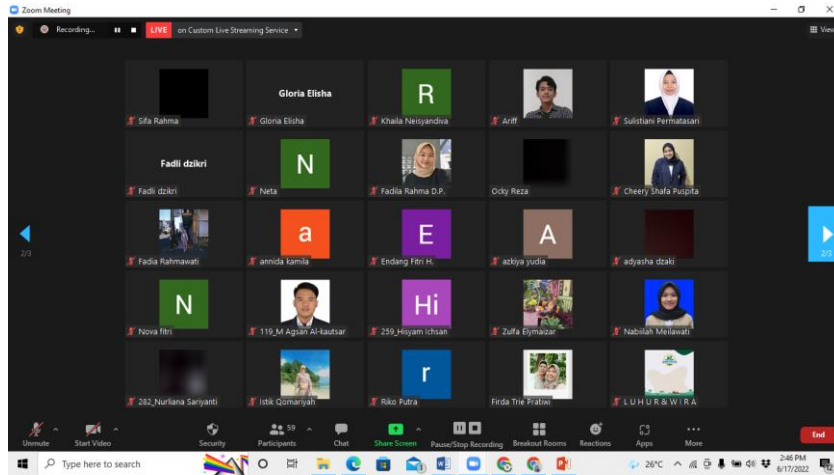 Zoom Meeting
Recording...
LIVE on Custom Live Streaming Service
View
Sifa Rahma
Gloria Elisha
Gloria Elisha
R
Khaila Neisyandiva
Ariff
Sulistiani Permatasari
Fadli dzikri
Fadli dzikri
N
Neta
Fadila Rahma D.P.
Ocky Reza
Cheery Shafa Puspita
2/3
Fadia Rahmawati
a
annida kamila
E
Endang Fitri H.
A
azkiya yudia
adyasha dzaki
2/3
N
Nova fitri
119_M Agsan Al-kautsar
Hi
259_Hisyam Ichsan
Zulfa Elymaizar
Nabiilah Meilawati
282_Nurliana Sariyanti
Istik Qomariyah
r
Riko Putra
Firda Trie Pratiwi
L U H U R & W I R A
Unmute
Start Video
Security
59
Participants
Chat
Share Screen
Pause/Stop Recording
Breakout Rooms
Reactions
Apps
More
End
Type here to search
26°C
2:46 PM
6/17/2022